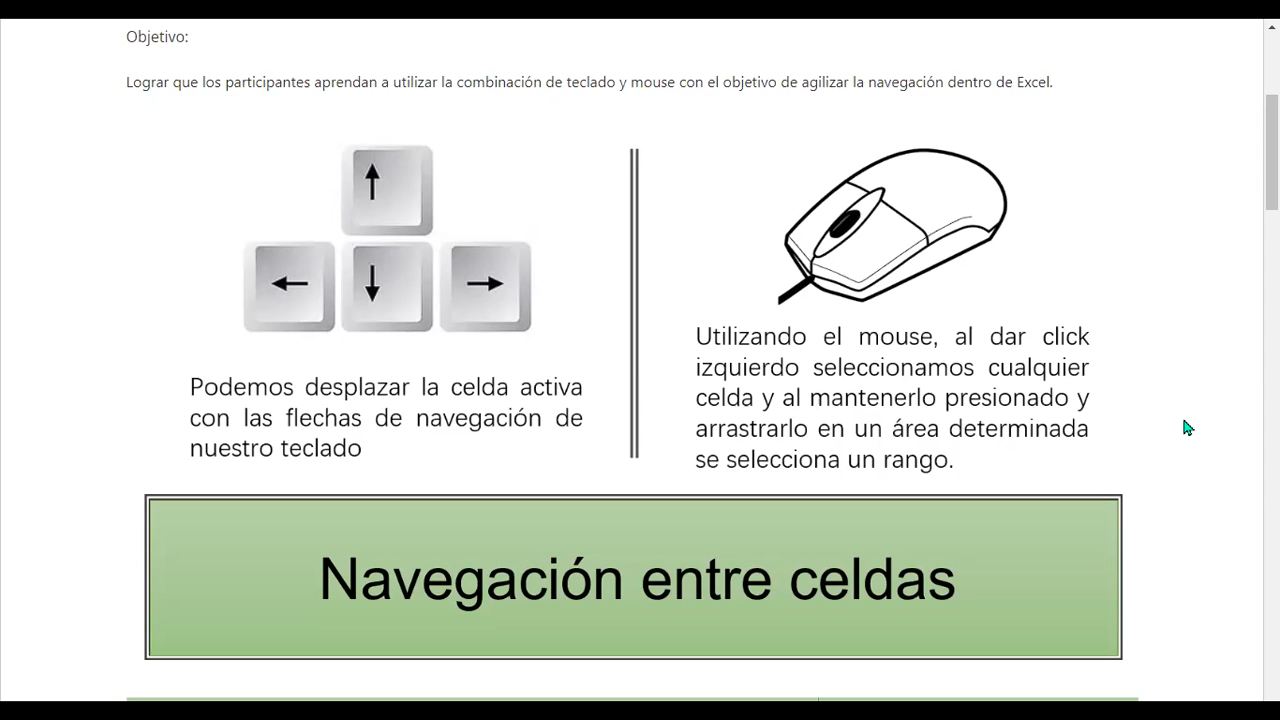 Objetivo:
Lograr que los participantes aprendan a utilizar la combinación de teclado y mouse con el objetivo de agilizar la navegación dentro de Excel.
Podemos desplazar la celda activa
con las flechas de navegación de
nuestro teclado
Utilizando el mouse, al dar click
izquierdo seleccionamos cualquier
celda y al mantenerlo presionado y
arrastrarlo en un área determinada
se selecciona un rango.
Navegación entre celdas